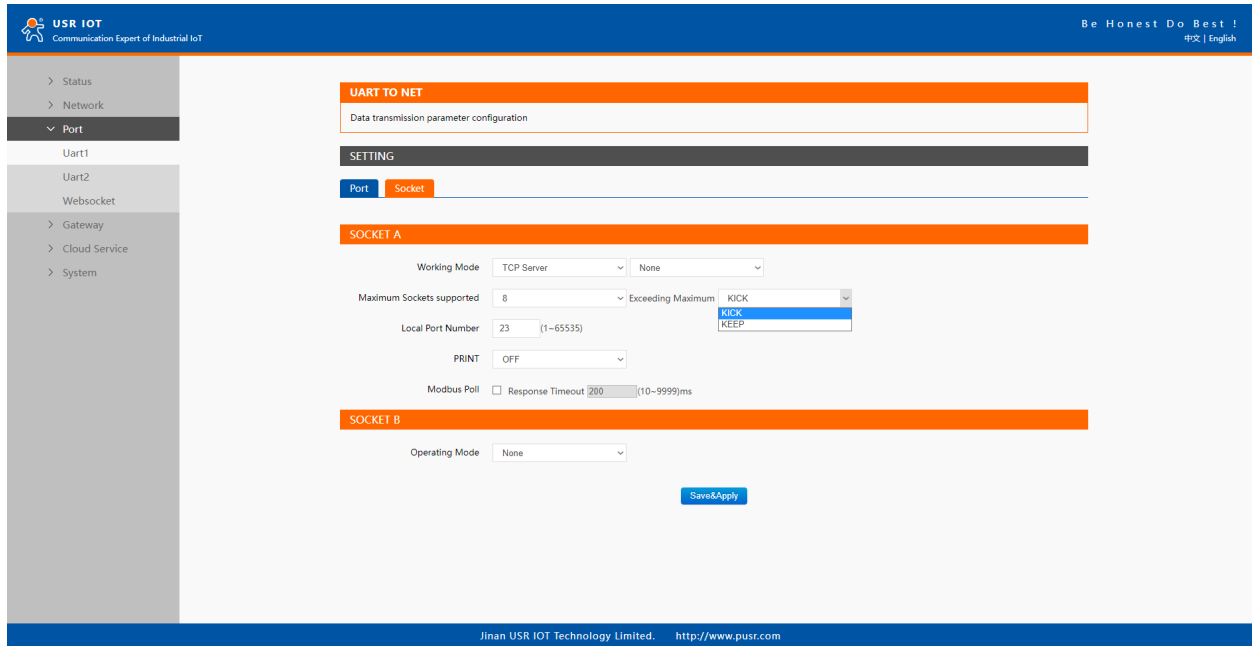 USR IOT
Communication Expert of Industrial IoT
Be Honest Do Best !
中文 | English
Status
Network
Port
Uart1
Uart2
Websocket
Gateway
Cloud Service
System
UART TO NET
Data transmission parameter configuration
SETTING
Port Socket
SOCKET A
Working Mode TCP Server None
Maximum Sockets supported 8 Exceeding Maximum KICK
KICK
KEEP
Local Port Number 23 (1~65535)
PRINT OFF
Modbus Poll Response Timeout 200 (10~9999)ms
SOCKET B
Operating Mode None
Save&Apply
Jinan USR IOT Technology Limited. http://www.pusr.com